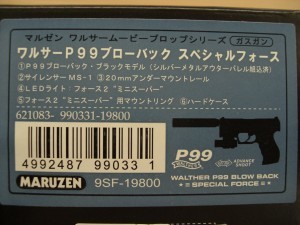 マルゼン ワルサームービープロップシリーズ ガスガン
ワルサーP99ブローバック スペシャルフォース
①P99ブローバック・ブラックモデル(シルバーメタルアウターバレル組込済)
②サイレンサー MS-1 ③20mmアンダーマウントレール
④LEDライト フォース2 "ミニスーパー"
⑤フォース2 "ミニスーパー" 用マウントリング ⑥ハードケース
621083- 990331-19800
4992487 990331
MARUZEN 9SF-19800
P99
ADVANCE SHOOT
WALTHER P99 BLOW BACK
★SPECIAL FORCE★